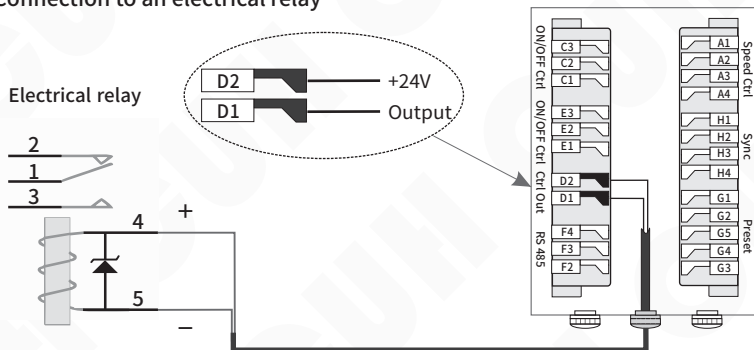 Connection to an electrical relay
Electrical relay
2
1
3
4
+
5
−
D2
+24V
D1
Output
ON/OFF Ctrl
C3
C2
C1
ON/OFF Ctrl
E3
E2
E1
Ctrl Out
D2
D1
RS 485
F4
F3
F2
A1
A2
A3
A4
Speed Ctrl
H1
H2
H3
H4
Sync
G1
G2
G5
G4
G3
Preset